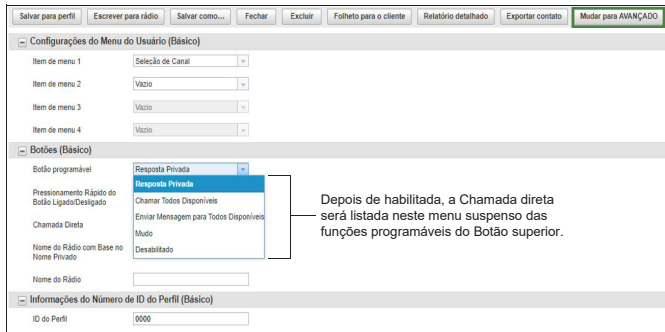 Salvar para perfil Escrever para rádio Salvar como... Fechar Excluir Folheto para o cliente Relatório detalhado Exportar contato Mudar para AVANÇADO
Configurações do Menu do Usuário (Básico)
Item de menu 1 Seleção de Canal
Item de menu 2 Vazio
Item de menu 3 Vazio
Item de menu 4 Vazio
Botões (Básico)
Botão programável Resposta Privada
Resposta Privada
Pressionamento Rápido do
Botão Ligado/Desligado
Chamar Todos Disponíveis
Enviar Mensagem para Todos Disponíveis
Chamada Direta
Mudo
Nome do Rádio com Base no
Nome Privado
Desabilitado
Depois de habilitada, a Chamada direta
será listada neste menu suspenso das
funções programáveis do Botão superior.
Nome do Rádio
Informações do Número de ID do Perfil (Básico)
ID do Perfil 0000